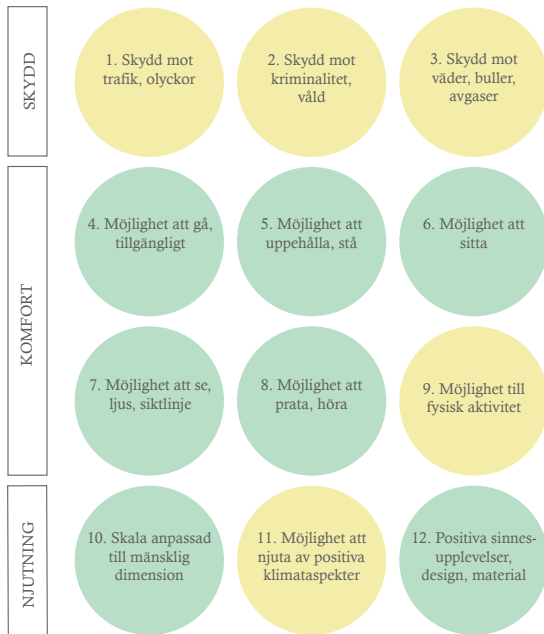 SKYDD
1. Skydd mot
trafik, olyckor
2. Skydd mot
kriminalitet,
våld
3. Skydd mot
väder, buller,
avgaser
KOMFORT
4. Möjlighet att gå,
tillgängligt
5. Möjlighet att
uppehålla, stå
6. Möjlighet att
sitta
7. Möjlighet att se,
ljus, siktlinje
8. Möjlighet att
prata, höra
9. Möjlighet till
fysisk aktivitet
NJUTNING
10. Skala anpassad
till mänsklig
dimension
11. Möjlighet att
njuta av positiva
klimataspekter
12. Positiva sinnes-
upplevelser,
design, material